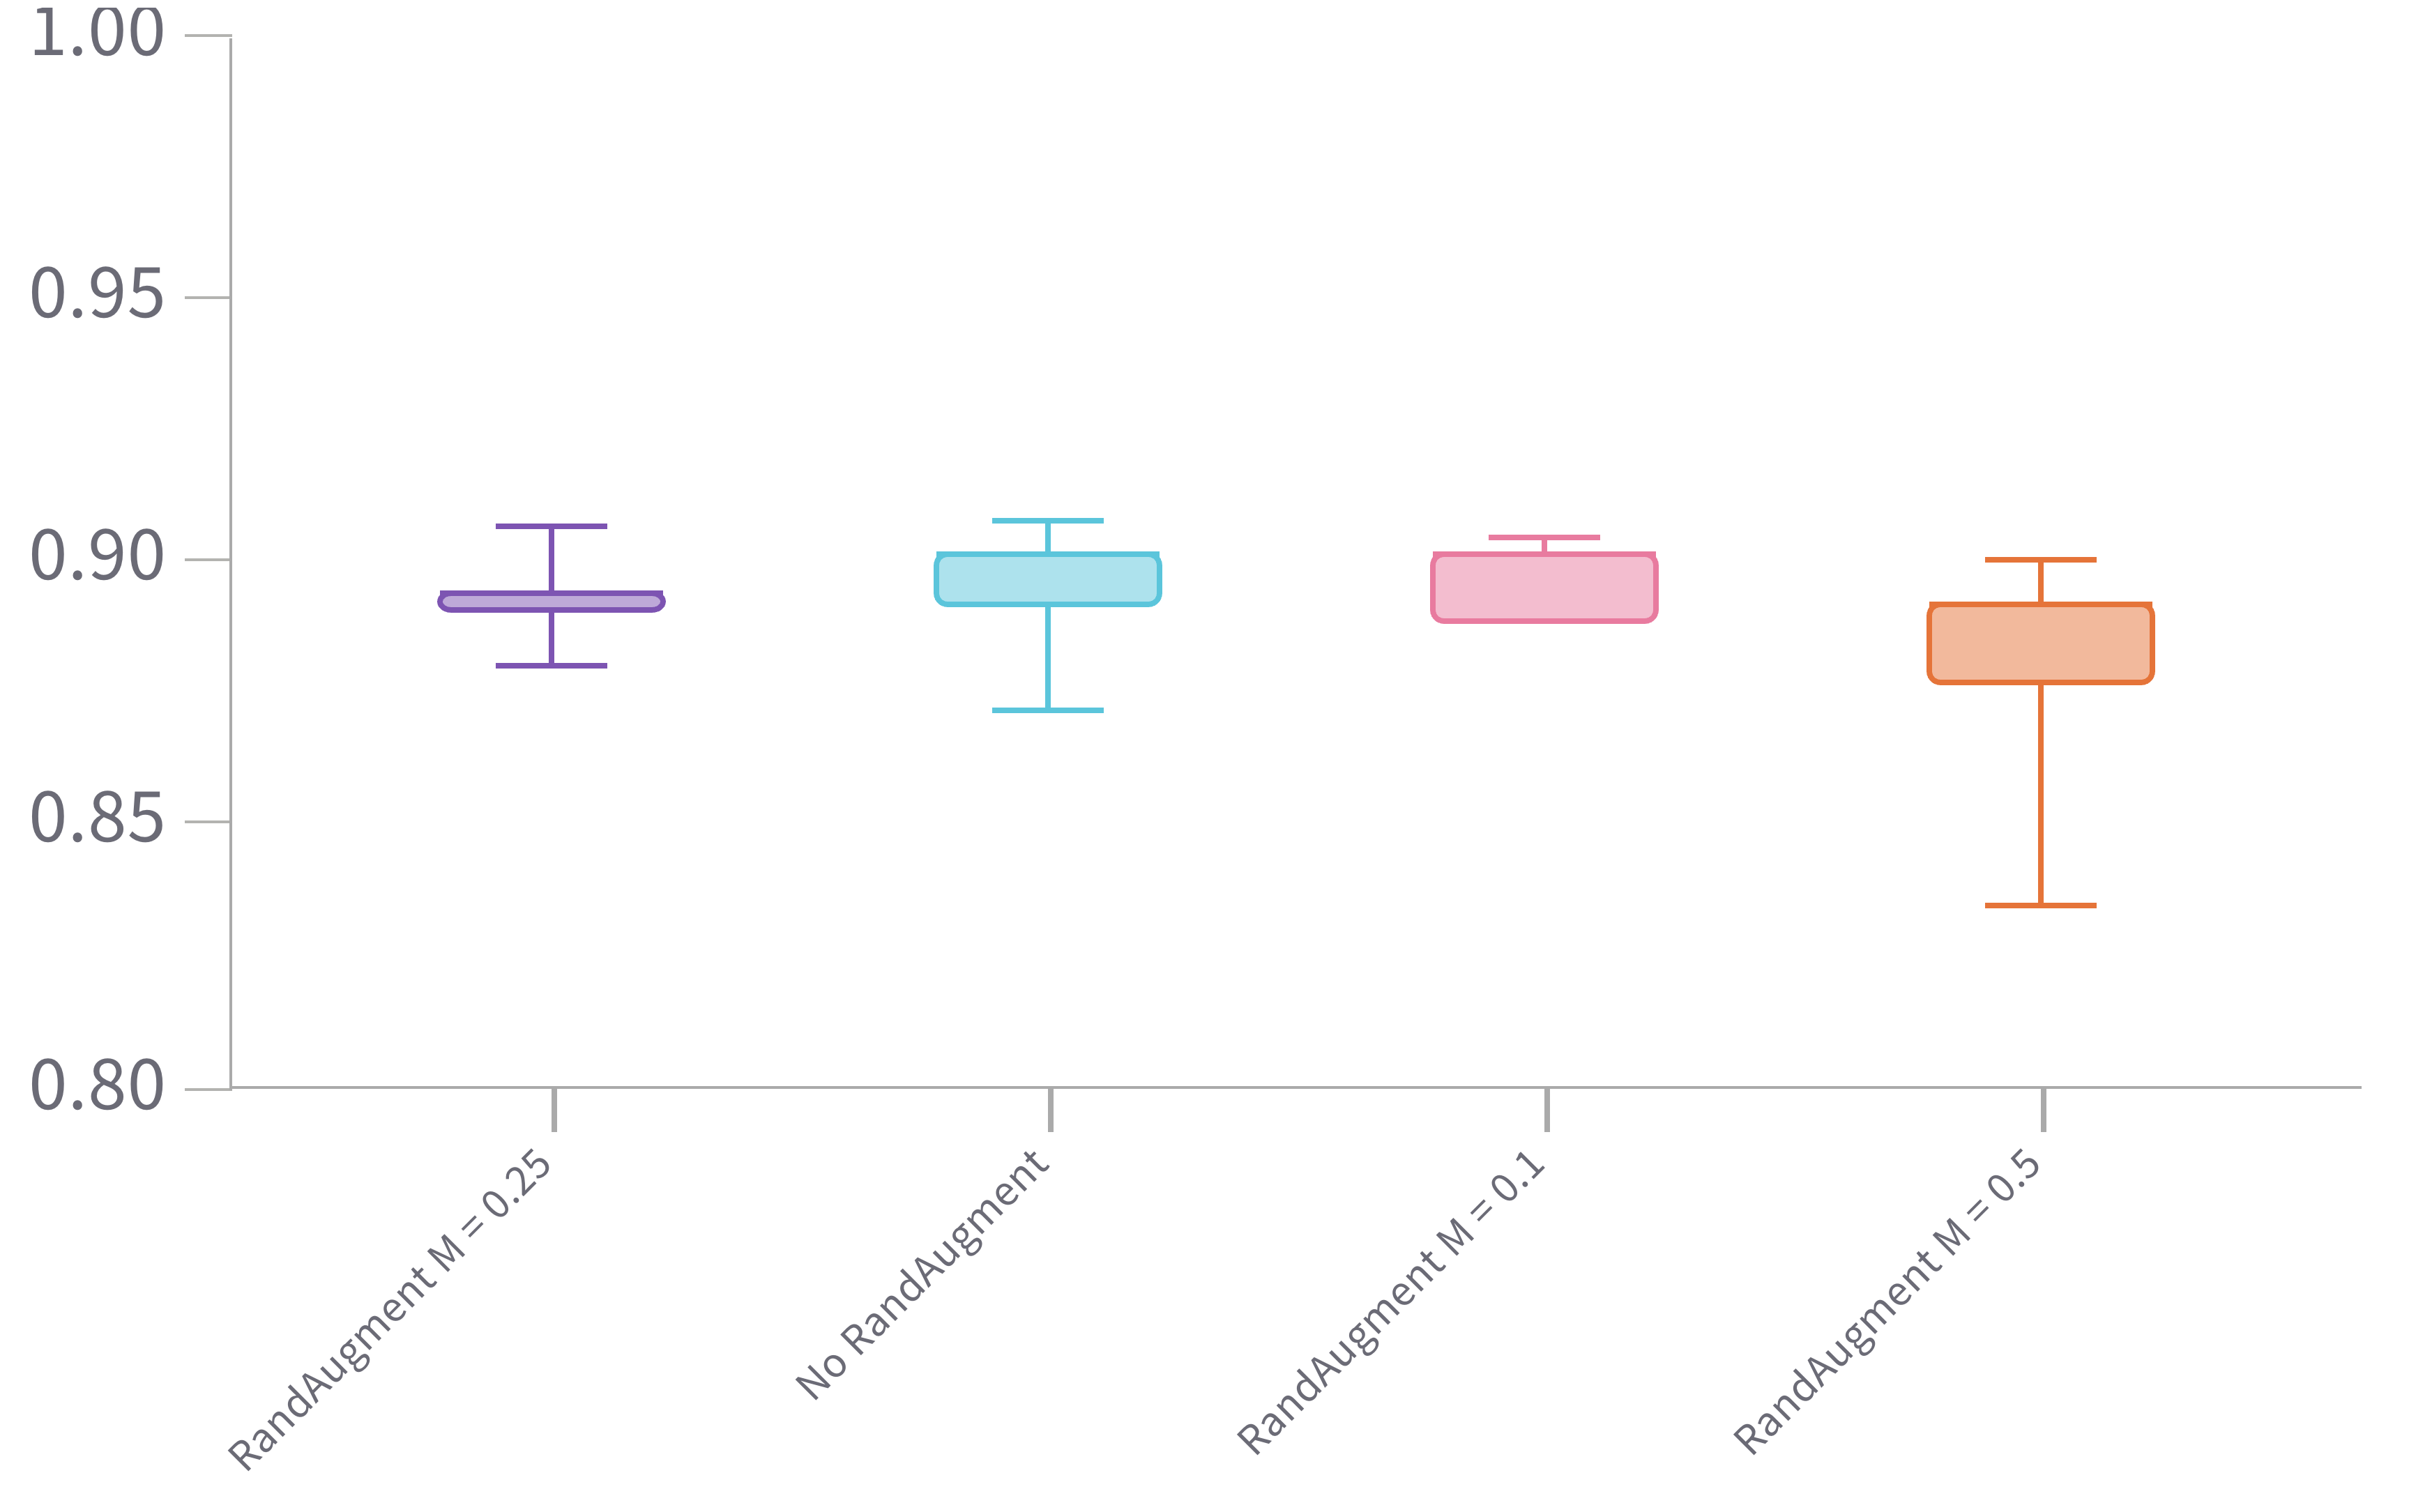 1.00
0.95
0.90
0.85
0.80
RandAugment M = 0.25
No RandAugment
RandAugment M = 0.1
RandAugment M = 0.5